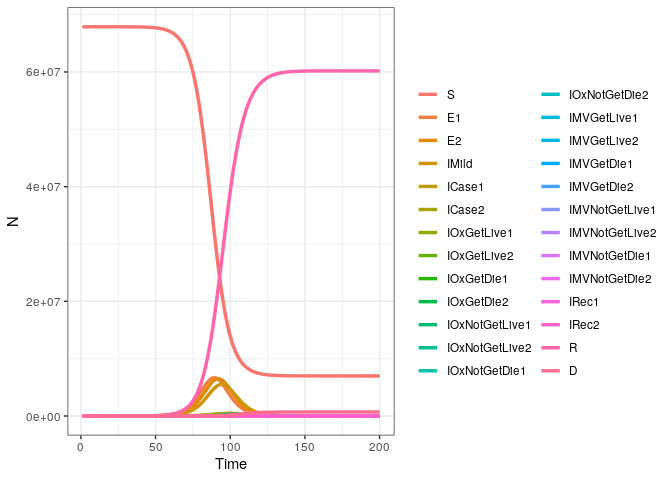 6e+07
4e+07
2e+07
0e+00
N
0
50
100
150
200
Time
S
E1
E2
IMild
ICase1
ICase2
IOxGetLive1
IOxGetLive2
IOxGetDie1
IOxGetDie2
IOxNotGetLive1
IOxNotGetLive2
IOxNotGetDie1
IOxNotGetDie2
IMVGetLive1
IMVGetLive2
IMVGetDie1
IMVGetDie2
IMVNotGetLive1
IMVNotGetLive2
IMVNotGetDie1
IMVNotGetDie2
IRec1
IRec2
R
D